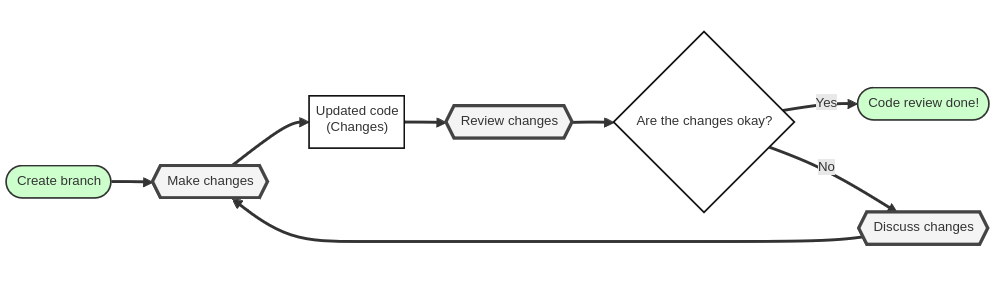 Create branch
Make changes
Updated code
(Changes)
Review changes
Are the changes okay?
Yes
Code review done!
No
Discuss changes